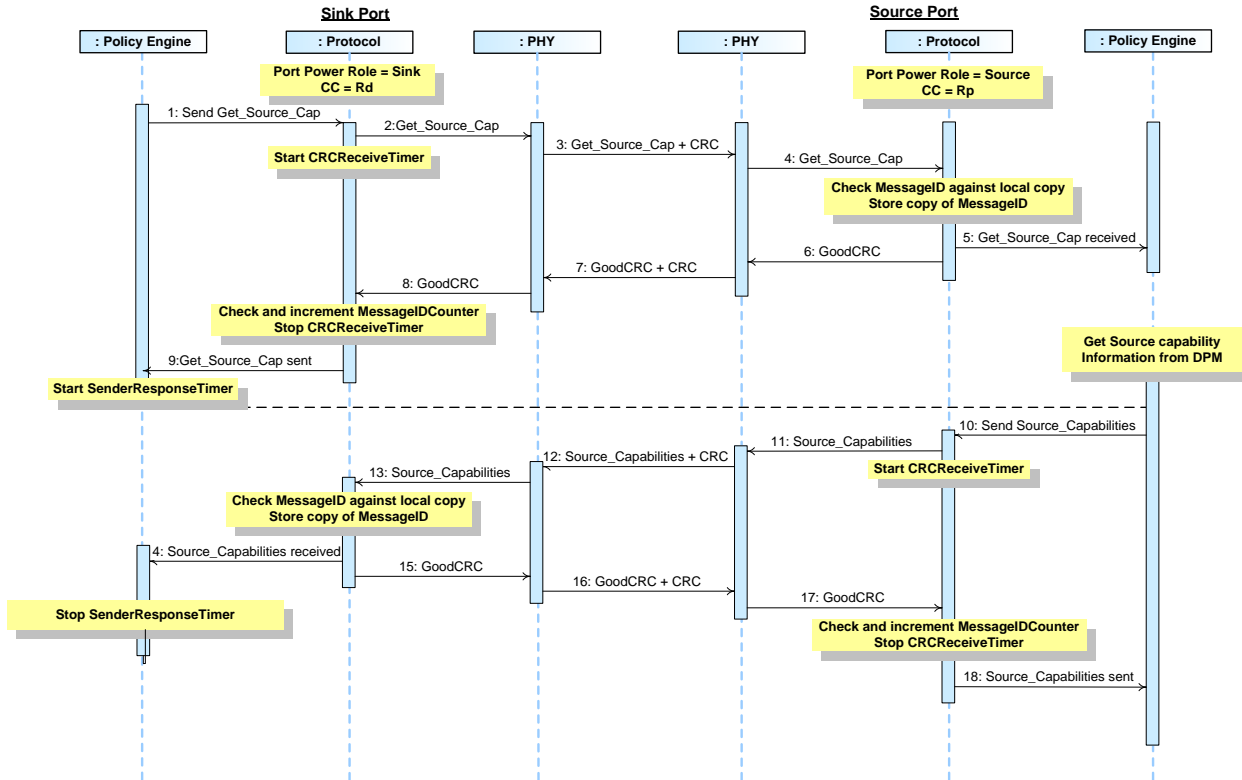 Sink Port
Source Port
: Policy Engine
: Protocol
: PHY
: PHY
: Protocol
: Policy Engine
Port Power Role = Sink
CC = Rd
Port Power Role = Source
CC = Rp
1: Send Get_Source_Cap
2:Get_Source_Cap
Start CRCReceiveTimer
3: Get_Source_Cap + CRC
4: Get_Source_Cap
Check MessageID against local copy
Store copy of MessageID
5: Get_Source_Cap received
6: GoodCRC
7: GoodCRC + CRC
8: GoodCRC
Check and increment MessageIDCounter
Stop CRCReceiveTimer
9:Get_Source_Cap sent
Start SenderResponseTimer
Get Source capability
Information from DPM
10: Send Source_Capabilities
11: Source_Capabilities
Start CRCReceiveTimer
12: Source_Capabilities + CRC
13: Source_Capabilities
Check MessageID against local copy
Store copy of MessageID
4: Source_Capabilities received
15: GoodCRC
16: GoodCRC + CRC
17: GoodCRC
Stop SenderResponseTimer
Check and increment MessageIDCounter
Stop CRCReceiveTimer
18: Source_Capabilities sent